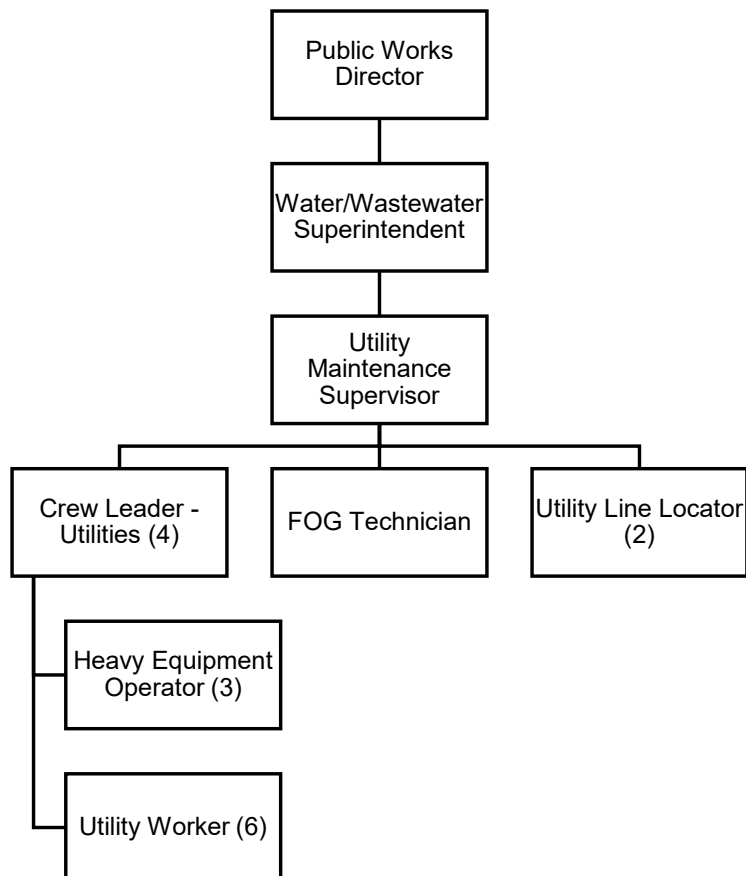 Public Works
Director
Water/Wastewater
Superintendent
Utility
Maintenance
Supervisor
Crew Leader -
Utilities (4)
FOG Technician
Utility Line Locator
(2)
Heavy Equipment
Operator (3)
Utility Worker (6)